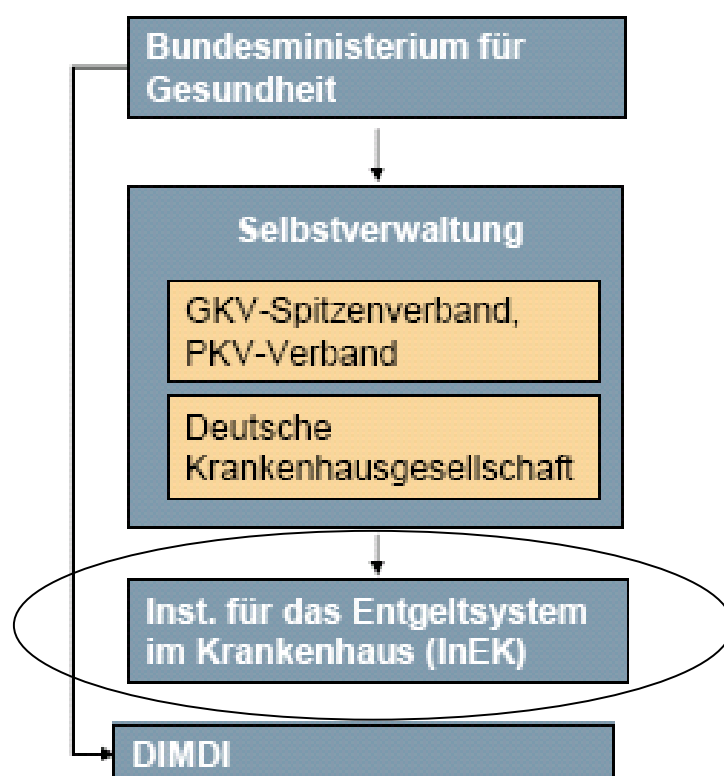 Bundesministerium für
Gesundheit
Selbstverwaltung
GKV-Spitzenverband,
PKV-Verband
Deutsche
Krankenhausgesellschaft
Inst. für das Entgeltsystem
im Krankenhaus (InEK)
DIMDI